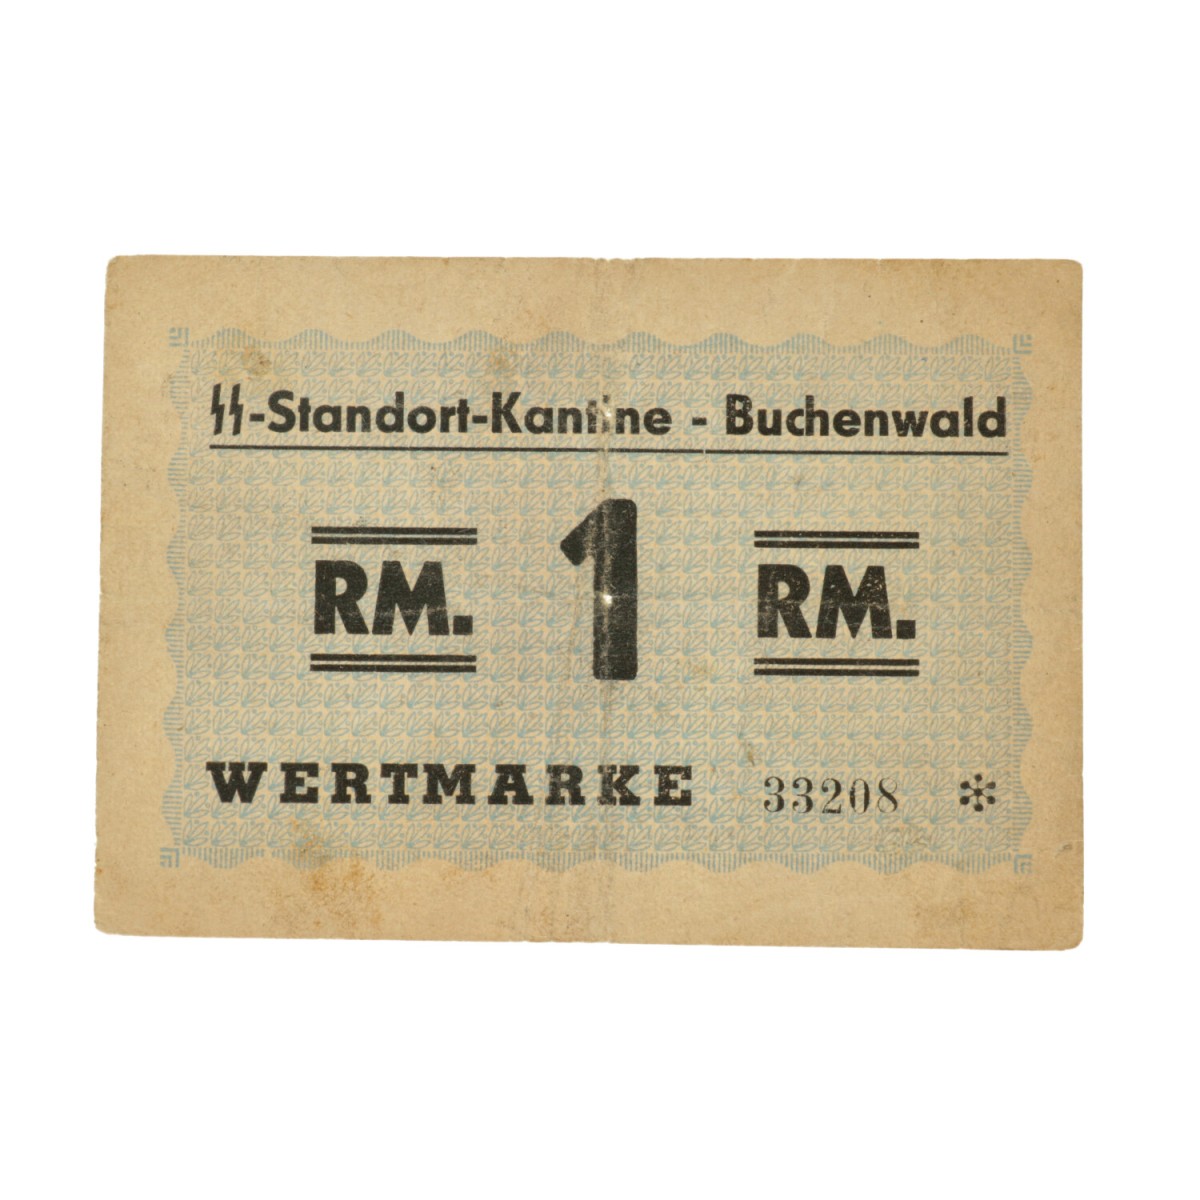 ᛋᛋ-Standort-Kantine - Buchenwald
RM. 1 RM.
WERTMARKE 33208 *